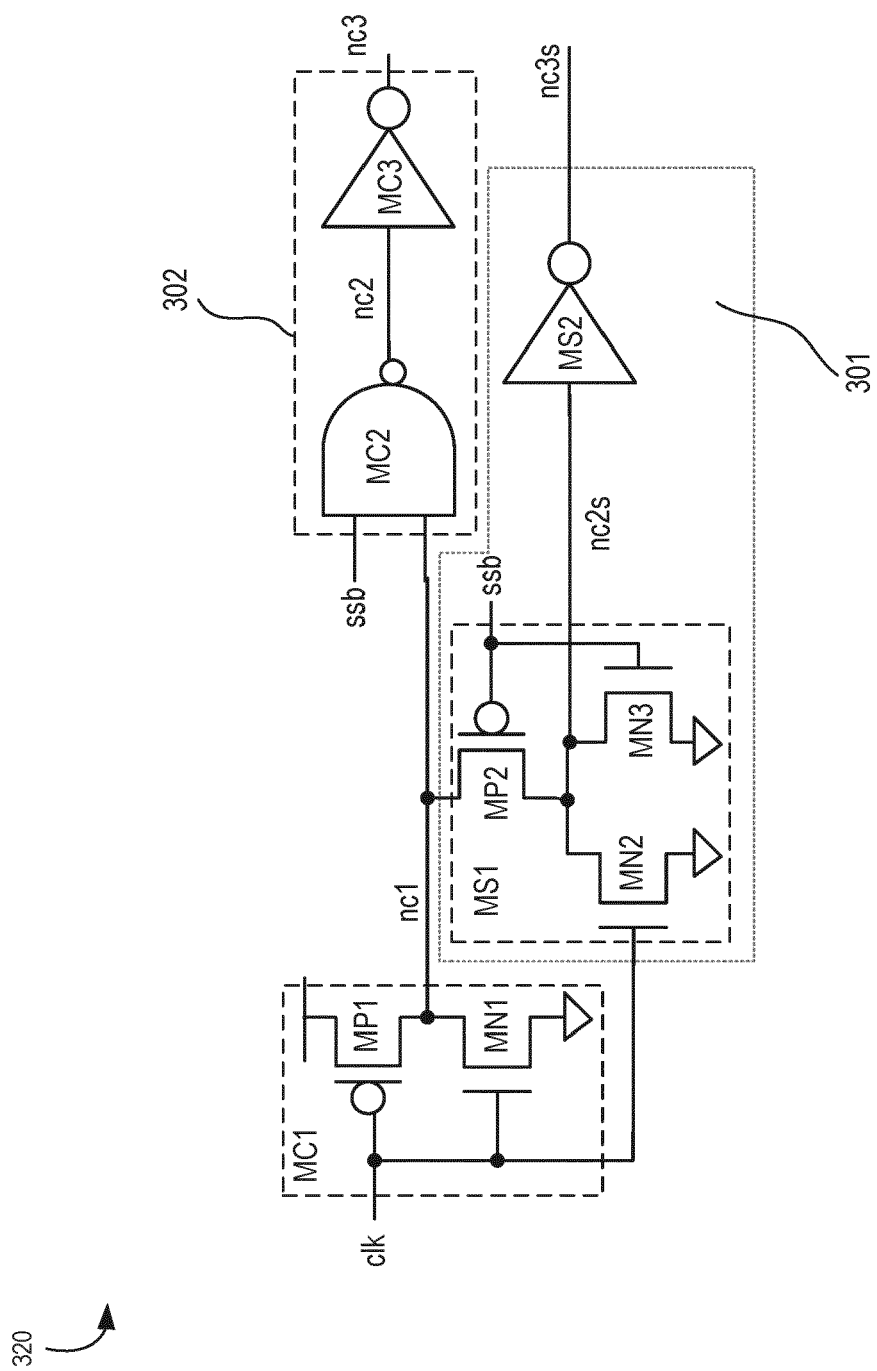 320
clk
MC1
MP1
MN1
nc1
MS1
MP2
MN2
MN3
ssb
ssb
nc2s
MC2
nc2
MC3
nc3
302
MS2
nc3s
301